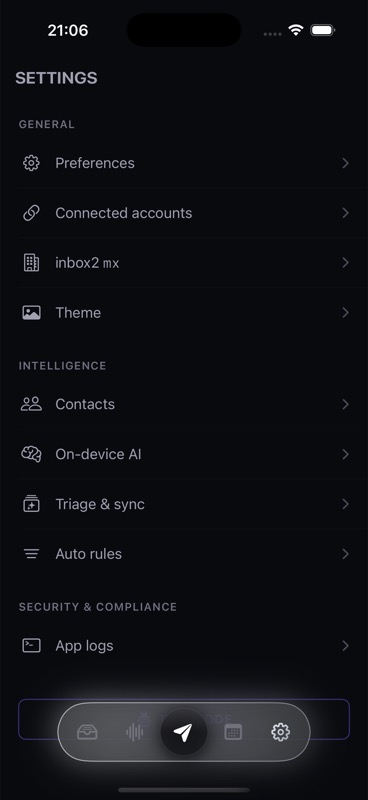 21:06
SETTINGS
GENERAL
Preferences
Connected accounts
inbox2 mx
Theme
INTELLIGENCE
Contacts
On-device AI
Triage & sync
Auto rules
SECURITY & COMPLIANCE
App logs